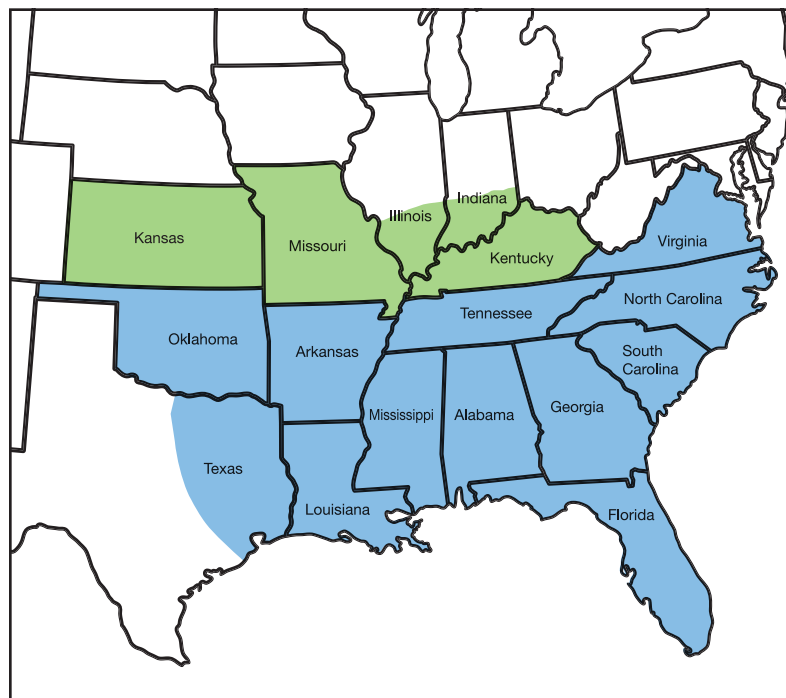 Indiana
Illinois
Kansas
Missouri
Kentucky
Virginia
North Carolina
Tennessee
Oklahoma
Arkansas
South
Carolina
Mississippi
Alabama
Georgia
Texas
Louisiana
Florida